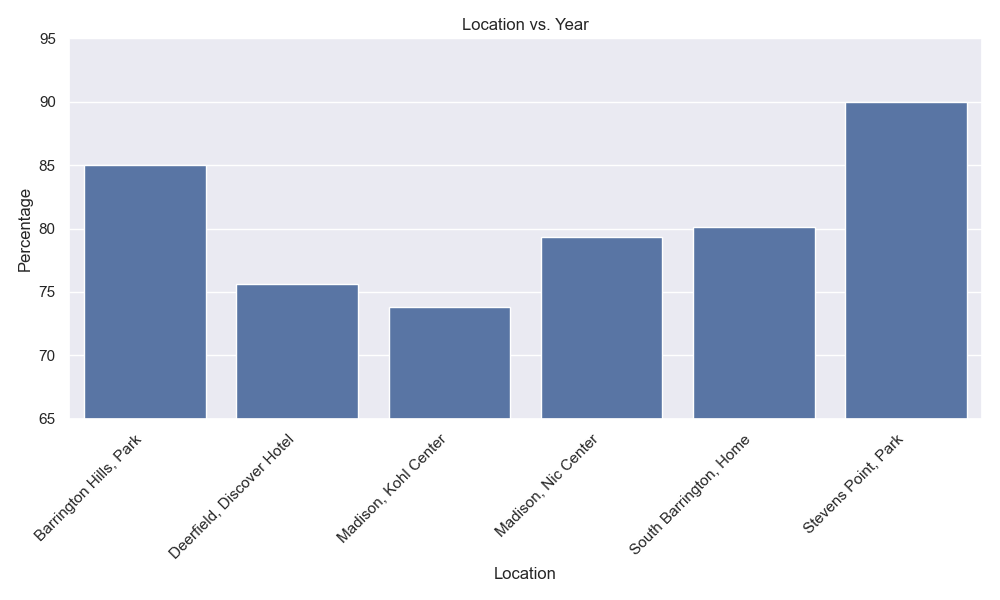 Location vs. Year
95
90
85
80
75
70
65
Percentage
Barrington Hills, Park
Deerfield, Discover Hotel
Madison, Kohl Center
Madison, Nic Center
South Barrington, Home
Stevens Point, Park
Location